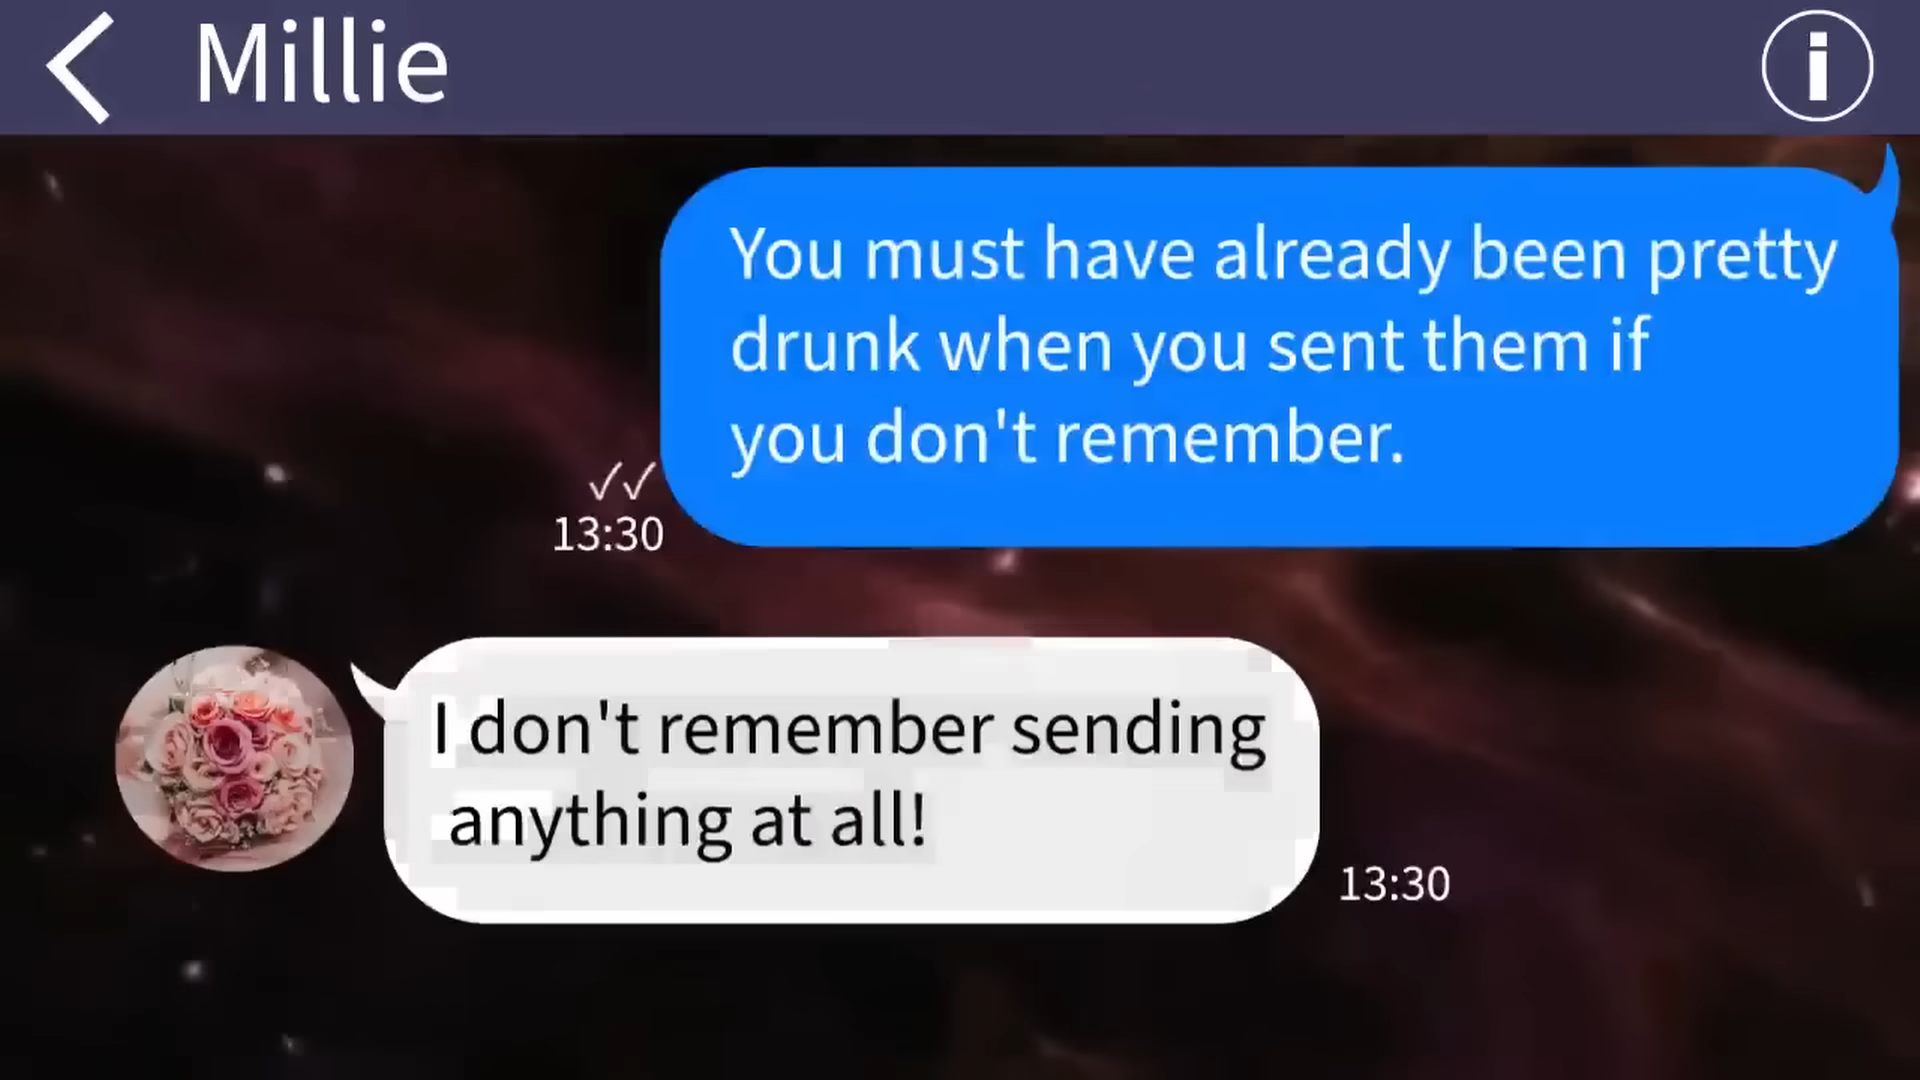 Millie
You must have already been pretty
drunk when you sent them if
you don't remember.
✓✓
13:30
I don't remember sending
anything at all!
13:30